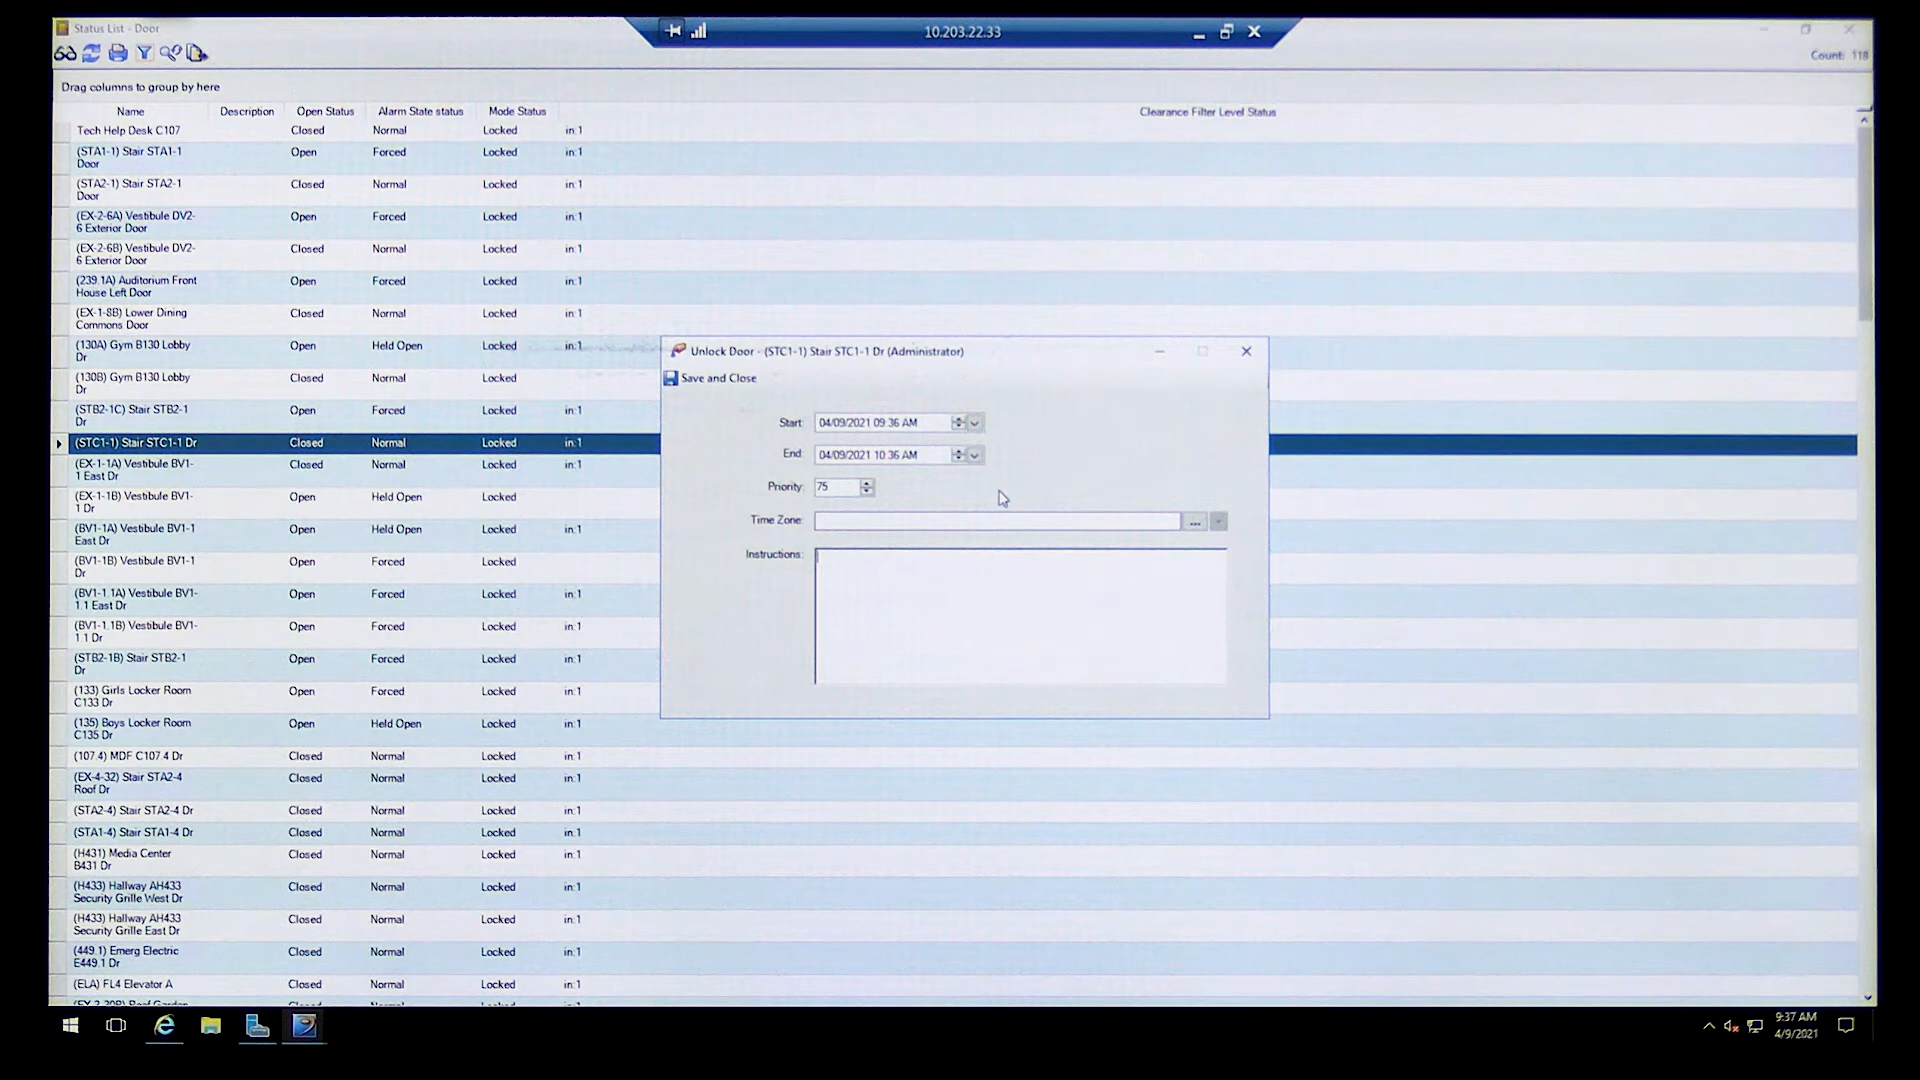 Status List - Door
10.203.22.33
Count: 118
Drag columns to group by here
Name Description Open Status Alarm State status Mode Status Clearance Filter Level Status
Tech Help Desk C107 Closed Normal Locked in:1
(STA1-1) Stair STA1-1 Open Forced Locked in:1
Door
(STA2-1) Stair STA2-1 Closed Normal Locked in:1
Door
(EX-2-6A) Vestibule DV2- Open Forced Locked in:1
6 Exterior Door
(EX-2-6B) Vestibule DV2- Closed Normal Locked in:1
6 Exterior Door
(239.1A) Auditorium Front Open Forced Locked in:1
House Left Door
(EX-1-8B) Lower Dining Closed Normal Locked in:1
Commons Door
(130A) Gym B130 Lobby Open Held Open Locked in:1
Dr
(130B) Gym B130 Lobby Closed Normal Locked
Dr
(STB2-1C) Stair STB2-1 Open Forced Locked in:1
Dr
(STC1-1) Stair STC1-1 Dr Closed Normal Locked in:1
(EX-1-1A) Vestibule BV1- Closed Normal Locked in:1
1 East Dr
(EX-1-1B) Vestibule BV1- Open Held Open Locked
1 Dr
(BV1-1A) Vestibule BV1-1 Open Held Open Locked in:1
East Dr
(BV1-1B) Vestibule BV1-1 Open Forced Locked
Dr
(BV1-1.1A) Vestibule BV1- Open Forced Locked in:1
1.1 East Dr
(BV1-1.1B) Vestibule BV1- Open Forced Locked in:1
1.1 Dr
(STB2-1B) Stair STB2-1 Open Forced Locked in:1
Dr
(133) Girls Locker Room Open Forced Locked in:1
C133 Dr
(135) Boys Locker Room Open Held Open Locked in:1
C135 Dr
(107.4) MDF C107.4 Dr Closed Normal Locked in:1
(EX-4-32) Stair STA2-4 Closed Normal Locked in:1
Roof Dr
(STA2-4) Stair STA2-4 Dr Closed Normal Locked in:1
(STA1-4) Stair STA1-4 Dr Closed Normal Locked in:1
(H431) Media Center Closed Normal Locked in:1
B431 Dr
(H433) Hallway AH433 Closed Normal Locked in:1
Security Grille West Dr
(H433) Hallway AH433 Closed Normal Locked in:1
Security Grille East Dr
(449.1) Emerg Electric Closed Normal Locked in:1
E449.1 Dr
(ELA) FL4 Elevator A Closed Normal Locked in:1
Unlock Door - (STC1-1) Stair STC1-1 Dr (Administrator)
Save and Close
Start: 04/09/2021 09:36 AM
End: 04/09/2021 10:36 AM
Priority: 75
Time Zone: ...
Instructions:
9:37 AM
4/9/2021